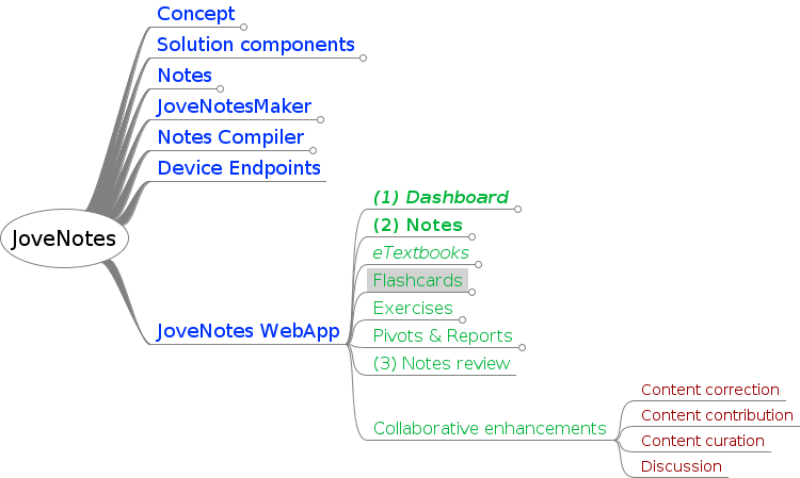 Concept
Solution components
Notes
JoveNotesMaker
Notes Compiler
Device Endpoints
JoveNotes
JoveNotes WebApp
(1) Dashboard
(2) Notes
eTextbooks
Flashcards
Exercises
Pivots & Reports
(3) Notes review
Collaborative enhancements
Content correction
Content contribution
Content curation
Discussion